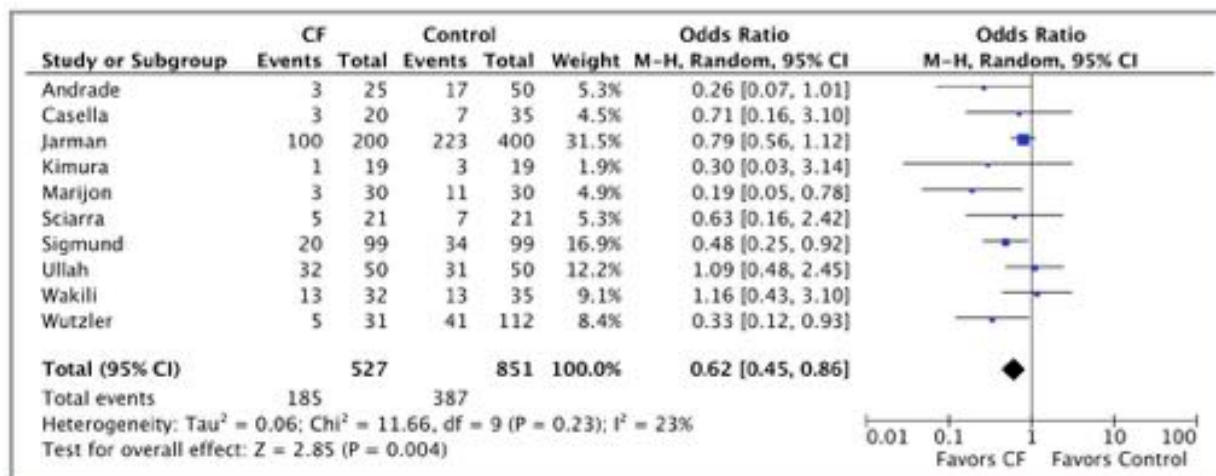 CF Control Odds Ratio Odds Ratio
Study or Subgroup Events Total Events Total Weight M-H, Random, 95% CI M-H, Random, 95% CI
Andrade 3 25 17 50 5.3% 0.26 [0.07, 1.01]
Casella 3 20 7 35 4.5% 0.71 [0.16, 3.10]
Jarman 100 200 223 400 31.5% 0.79 [0.56, 1.12]
Kimura 1 19 3 19 1.9% 0.30 [0.03, 3.14]
Marijon 3 30 11 30 4.9% 0.19 [0.05, 0.78]
Sciarra 5 21 7 21 5.3% 0.63 [0.16, 2.42]
Sigmund 20 99 34 99 16.9% 0.48 [0.25, 0.92]
Ullah 32 50 31 50 12.2% 1.09 [0.48, 2.45]
Wakili 13 32 13 35 9.1% 1.16 [0.43, 3.10]
Wutzler 5 31 41 112 8.4% 0.33 [0.12, 0.93]
Total (95% CI) 527 851 100.0% 0.62 [0.45, 0.86]
Total events 185 387
Heterogeneity: Tau² = 0.06; Chi² = 11.66, df = 9 (P = 0.23); I² = 23%
Test for overall effect: Z = 2.85 (P = 0.004)
0.01 0.1 1 10 100
Favors CF Favors Control